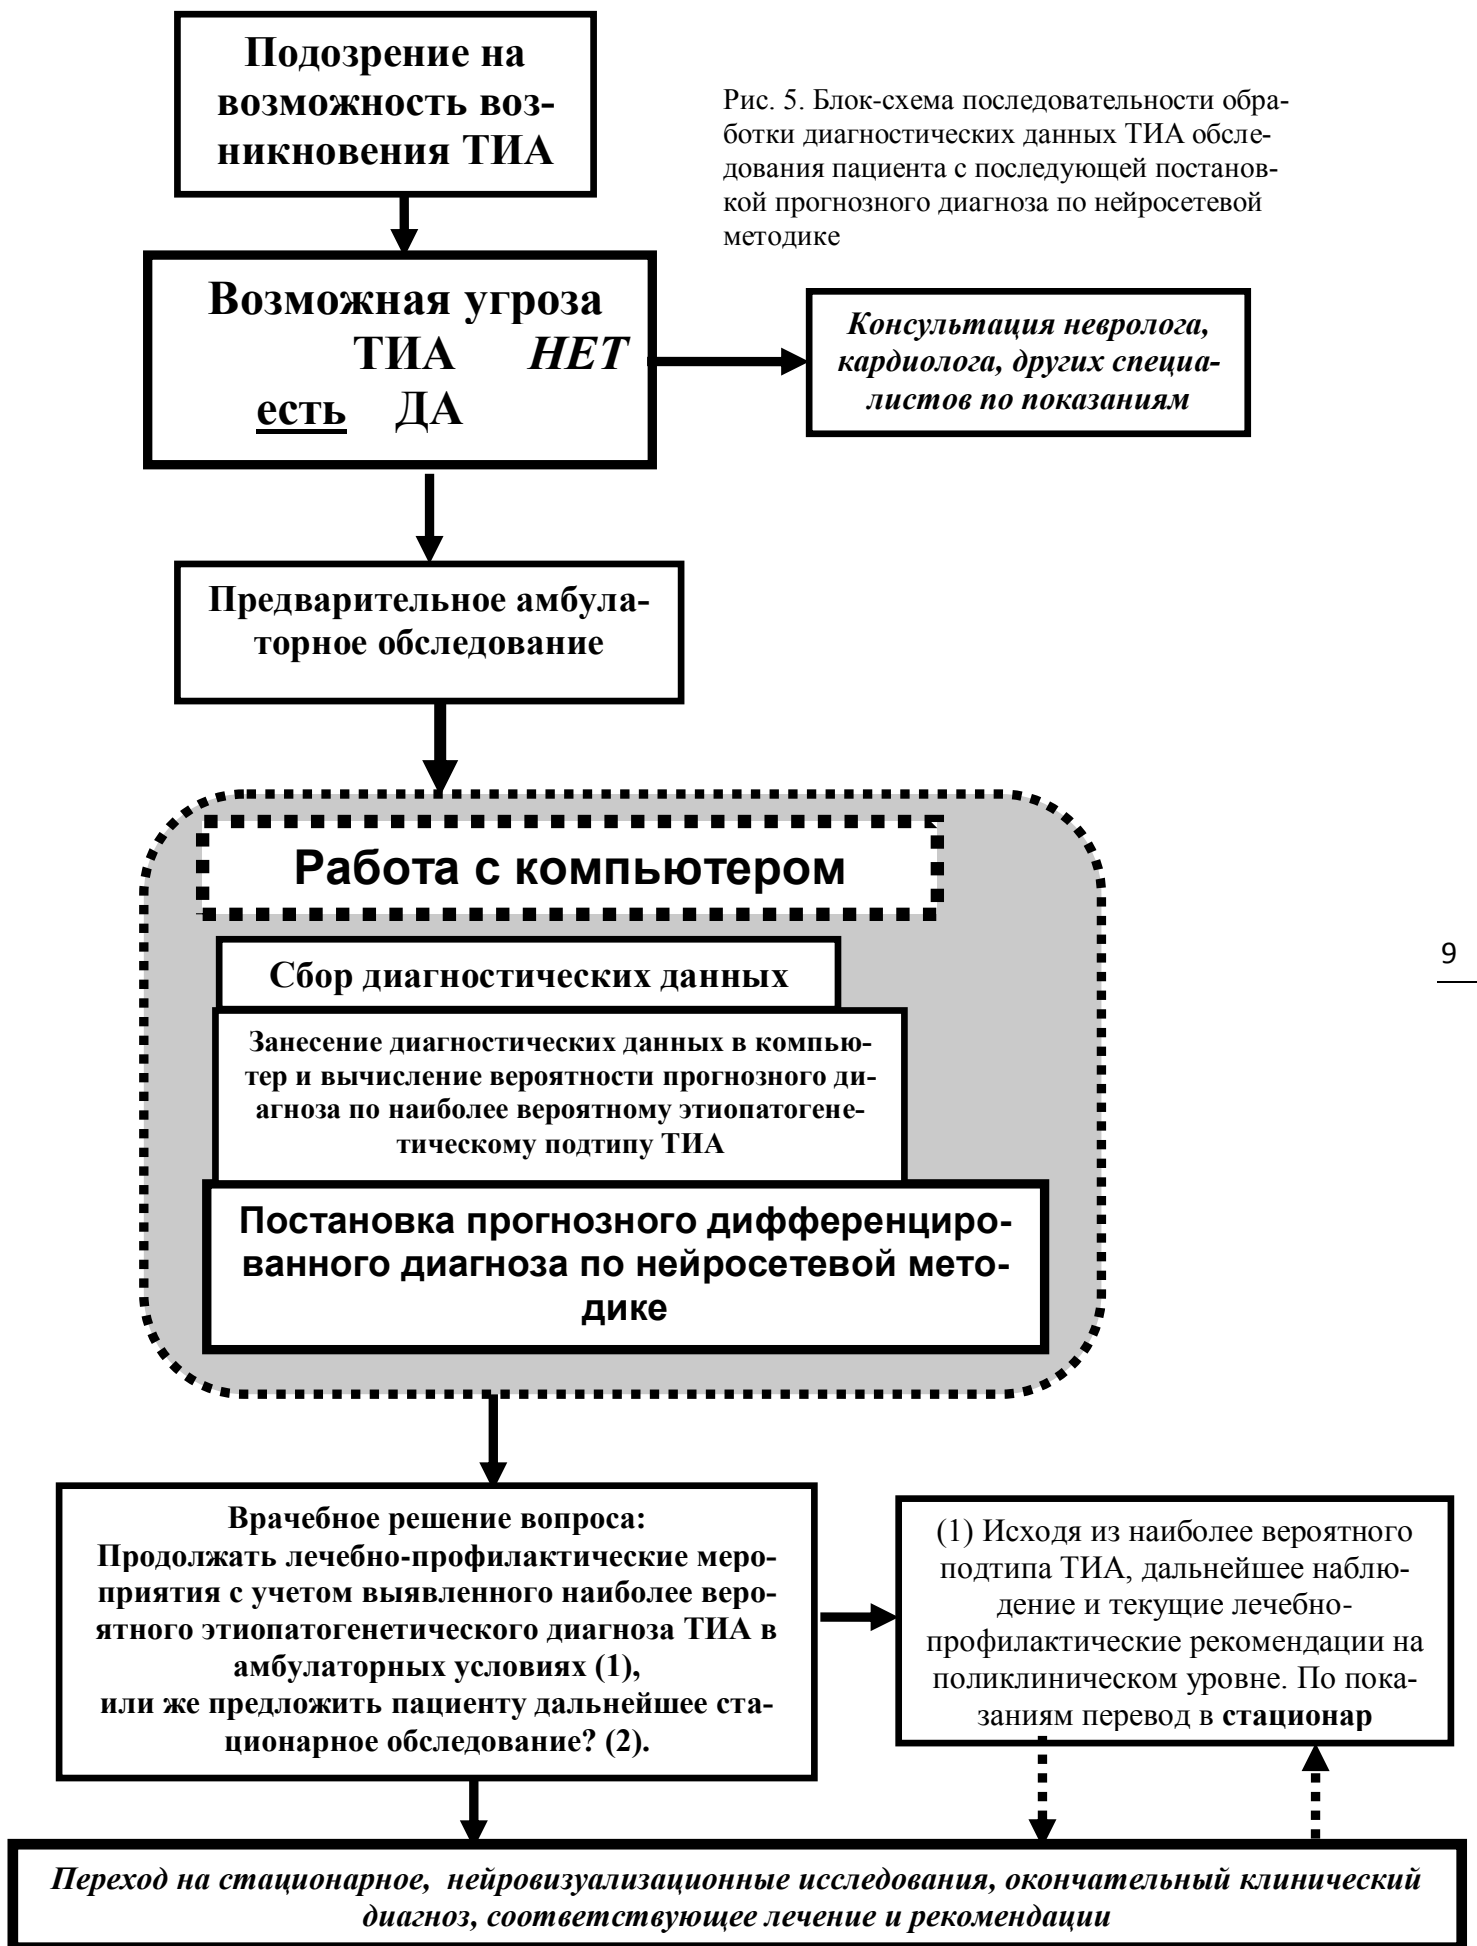 Подозрение на
возможность воз-
никновения ТИА
Рис. 5. Блок-схема последовательности обра-
ботки диагностических данных ТИА обсле-
дования пациента с последующей постанов-
кой прогнозного диагноза по нейросетевой
методике
Возможная угроза
ТИА НЕТ
есть ДА
Консультация невролога,
кардиолога, других специа-
листов по показаниям
Предварительное амбула-
торное обследование
Работа с компьютером
Сбор диагностических данных
9
Занесение диагностических данных в компью-
тер и вычисление вероятности прогнозного ди-
агноза по наиболее вероятному этиопатогене-
тическому подтипу ТИА
Постановка прогнозного дифференциро-
ванного диагноза по нейросетевой мето-
дике
Врачебное решение вопроса:
Продолжать лечебно-профилактические меро-
приятия с учетом выявленного наиболее веро-
ятного этиопатогенетического диагноза ТИА в
амбулаторных условиях (1),
или же предложить пациенту дальнейшее ста-
ционарное обследование? (2).
(1) Исходя из наиболее вероятного
подтипа ТИА, дальнейшее наблю-
дение и текущие лечебно-
профилактические рекомендации на
поликлиническом уровне. По пока-
заниям перевод в стационар
Переход на стационарное, нейровизуализационные исследования, окончательный клинический
диагноз, соответствующее лечение и рекомендации